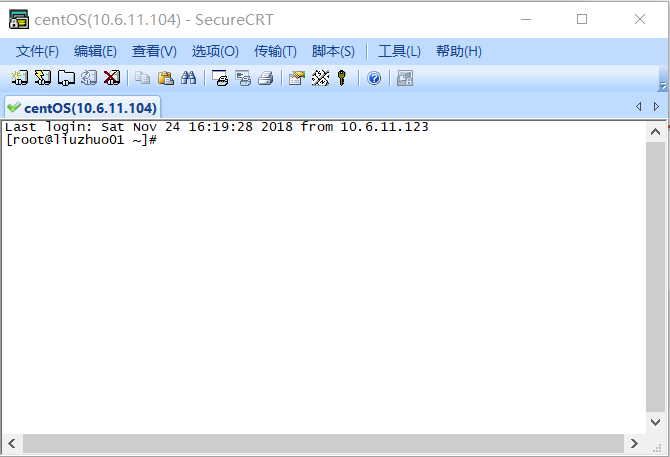 centOS(10.6.11.104) - SecureCRT
文件(F) 编辑(E) 查看(V) 选项(O) 传输(T) 脚本(S) 工具(L) 帮助(H)
centOS(10.6.11.104)
Last login: Sat Nov 24 16:19:28 2018 from 10.6.11.123
[root@liuzhuo01 ~]#